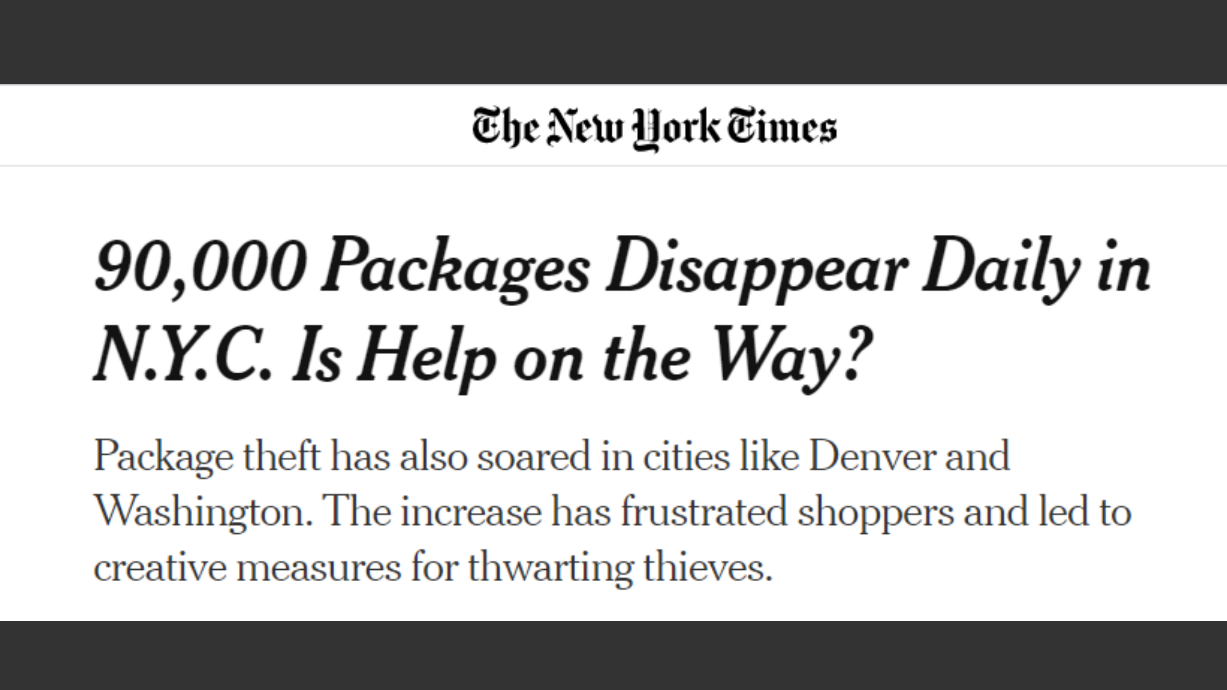 The New York Times
90,000 Packages Disappear Daily in
N.Y.C. Is Help on the Way?
Package theft has also soared in cities like Denver and
Washington. The increase has frustrated shoppers and led to
creative measures for thwarting thieves.